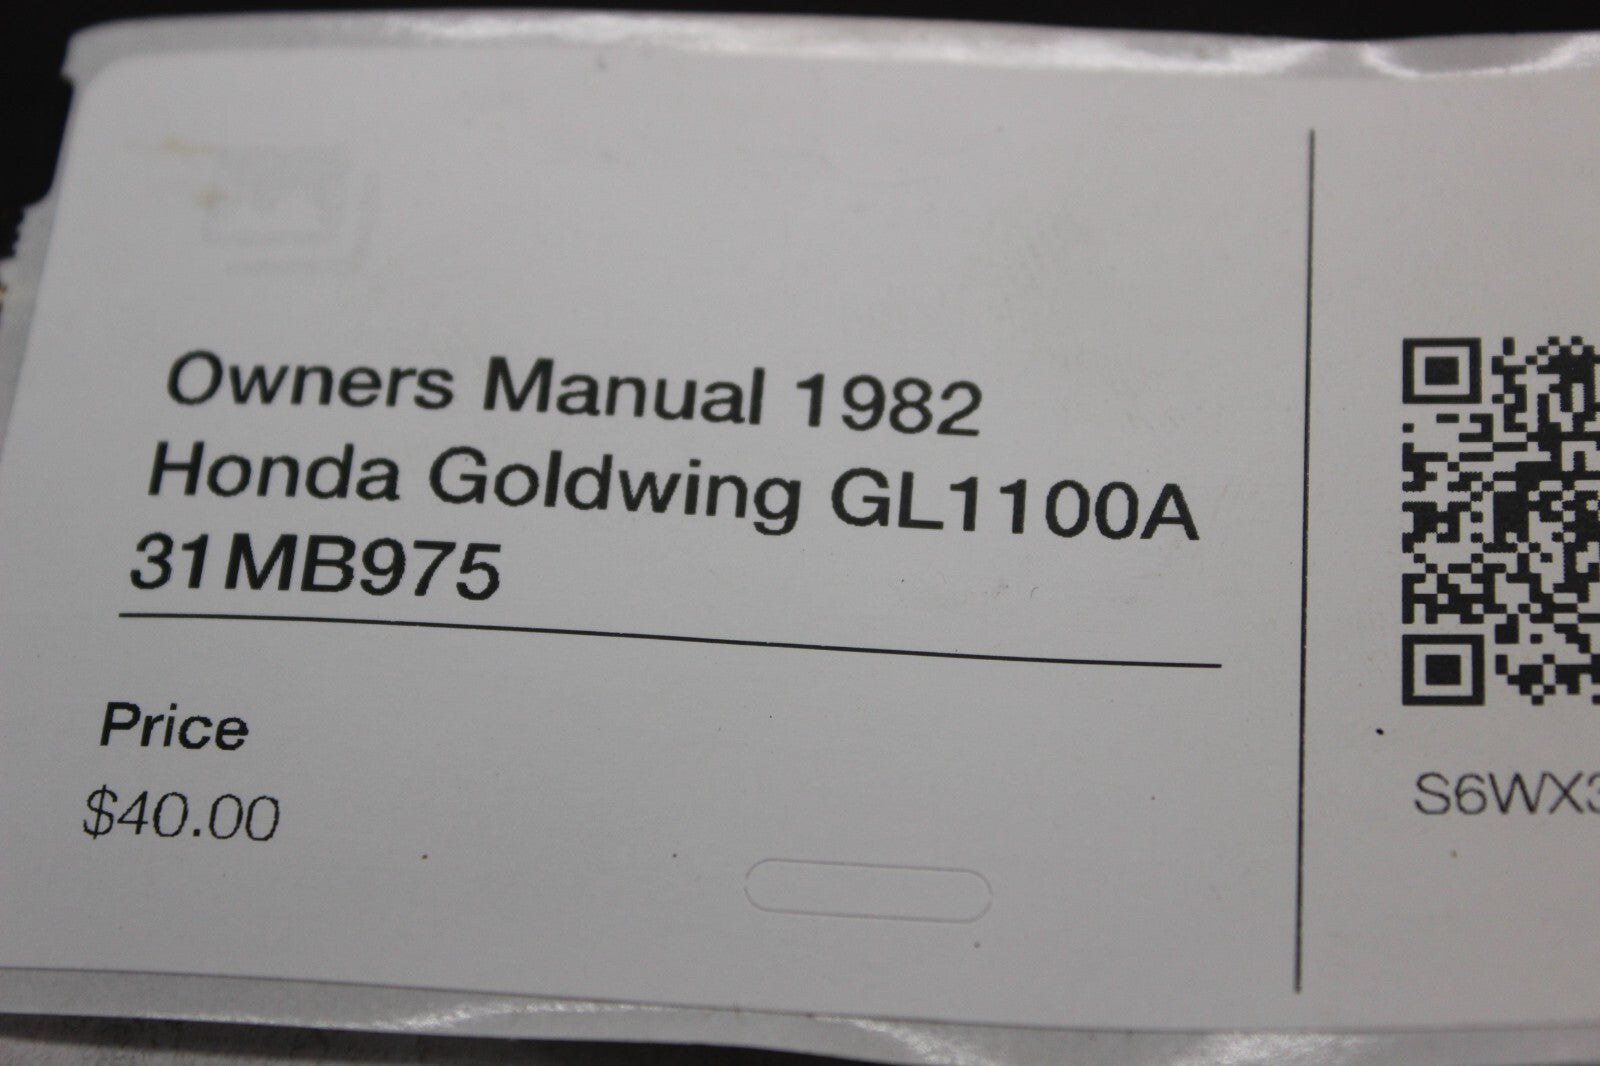 Owners Manual 1982
Honda Goldwing GL1100A
31MB975
Price
$40.00
S6WX3